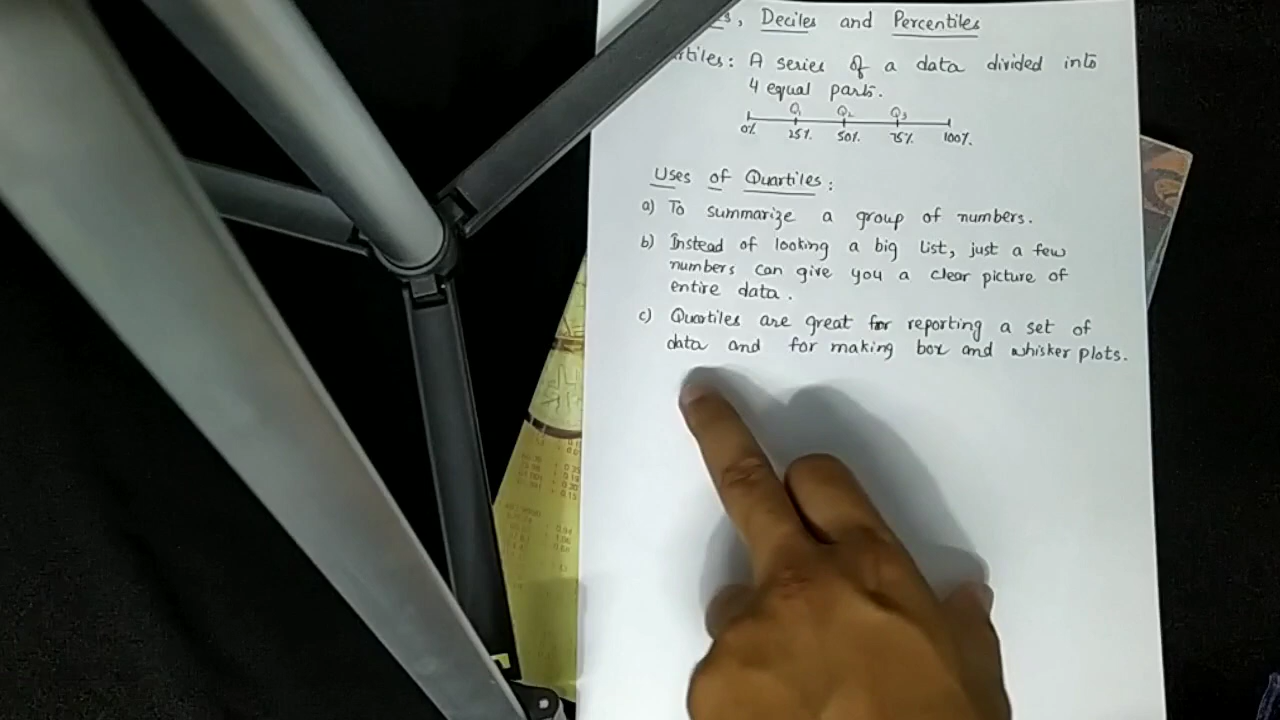 , Deciles and Percentiles
: A series of a data divided into
4 equal parts.
Q1 Q2 Q3
0% 25% 50% 75% 100%
Uses of Quartiles :
a) To summarize a group of numbers.
b) Instead of looking a big list, just a few
numbers can give you a clear picture of
entire data.
c) Quartiles are great for reporting a set of
data and for making box and whisker plots.